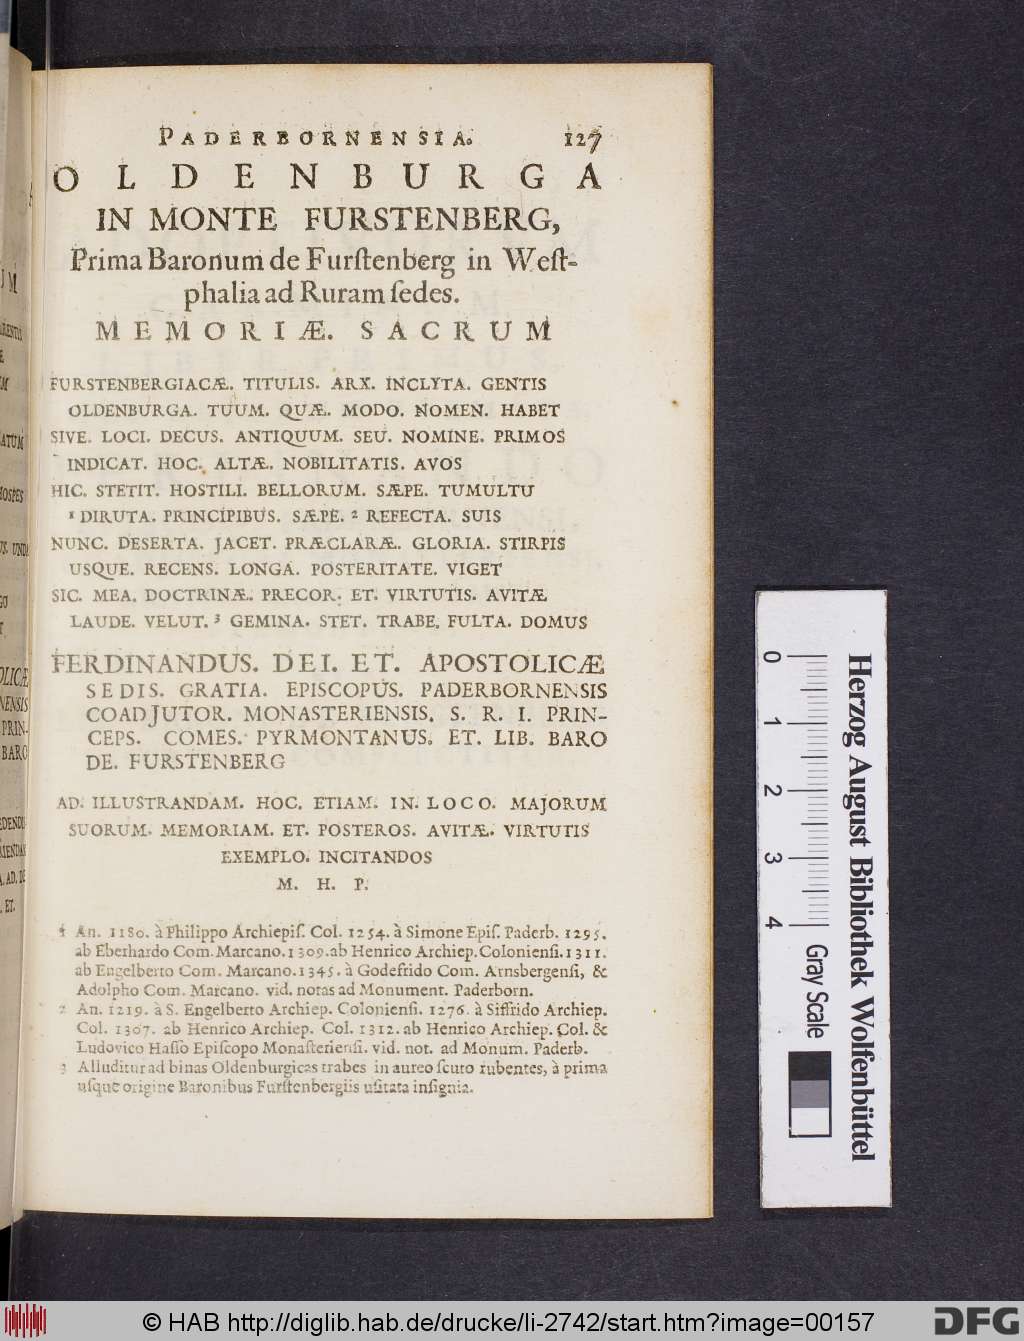 PADERBORNENSIA. 127
OLDENBURGA
IN MONTE FURSTENBERG,
Prima Baronum de Furſtenberg in Weſt-
phalia ad Ruram ſedes.
MEMORIÆ. SACRUM
FURSTENBERGIACÆ. TITULIS. ARX. INCLYTA. GENTIS
OLDENBURGA. TUUM. QUÆ. MODO. NOMEN. HABET
SIVE. LOCI. DECUS. ANTIQUUM. SEU. NOMINE. PRIMOS
INDICAT. HOC. ALTÆ. NOBILITATIS. AVOS
HIC. STETIT. HOSTILI. BELLORUM. SÆPE. TUMULTU
1 DIRUTA. PRINCIPIBUS. SÆPE. 2 REFECTA. SUIS
NUNC. DESERTA. JACET. PRÆCLARÆ. GLORIA. STIRPIS
USQUE. RECENS. LONGA. POSTERITATE. VIGET
SIC. MEA. DOCTRINÆ. PRECOR. ET. VIRTUTIS. AVITÆ
LAUDE. VELUT. 3 GEMINA. STET. TRABE. FULTA. DOMUS
FERDINANDUS. DEI. ET. APOSTOLICÆ
SEDIS. GRATIA. EPISCOPUS. PADERBORNENSIS
COADJUTOR. MONASTERIENSIS. S. R. I. PRIN-
CEPS. COMES. PYRMONTANUS. ET. LIB. BARO
DE. FURSTENBERG
AD. ILLUSTRANDAM. HOC. ETIAM. IN. LOCO. MAJORUM
SUORUM. MEMORIAM. ET. POSTEROS. AVITÆ. VIRTUTIS
EXEMPLO. INCITANDOS
M. H. P.
1 An. 1180. à Philippo Archiepiſ. Col. 1254. à Simone Epiſ. Paderb. 1295.
ab Eberhardo Com. Marcano. 1309. ab Henrico Archiep. Colonienſi. 1311.
ab Engelberto Com. Marcano. 1345. à Godefrido Com. Arnsbergenſi, &
Adolpho Com. Marcano. vid. notas ad Monument. Paderborn.
2 An. 1219. à S. Engelberto Archiep. Colonienſi. 1276. à Siffrido Archiep.
Col. 1307. ab Henrico Archiep. Col. 1312. ab Henrico Archiep. Col. &
Ludovico Haſſo Epiſcopo Monaſterienſi. vid. not. ad Monum. Paderb.
3 Alluditur ad binas Oldenburgicas trabes in aureo ſcuto rubentes, à prima
uſque origine Baronibus Furſtenbergiis uſitata inſignia.
0 1 2 3 4
Herzog August Bibliothek Wolfenbüttel
Gray Scale
© HAB http://diglib.hab.de/drucke/li-2742/start.htm?image=00157
DFG